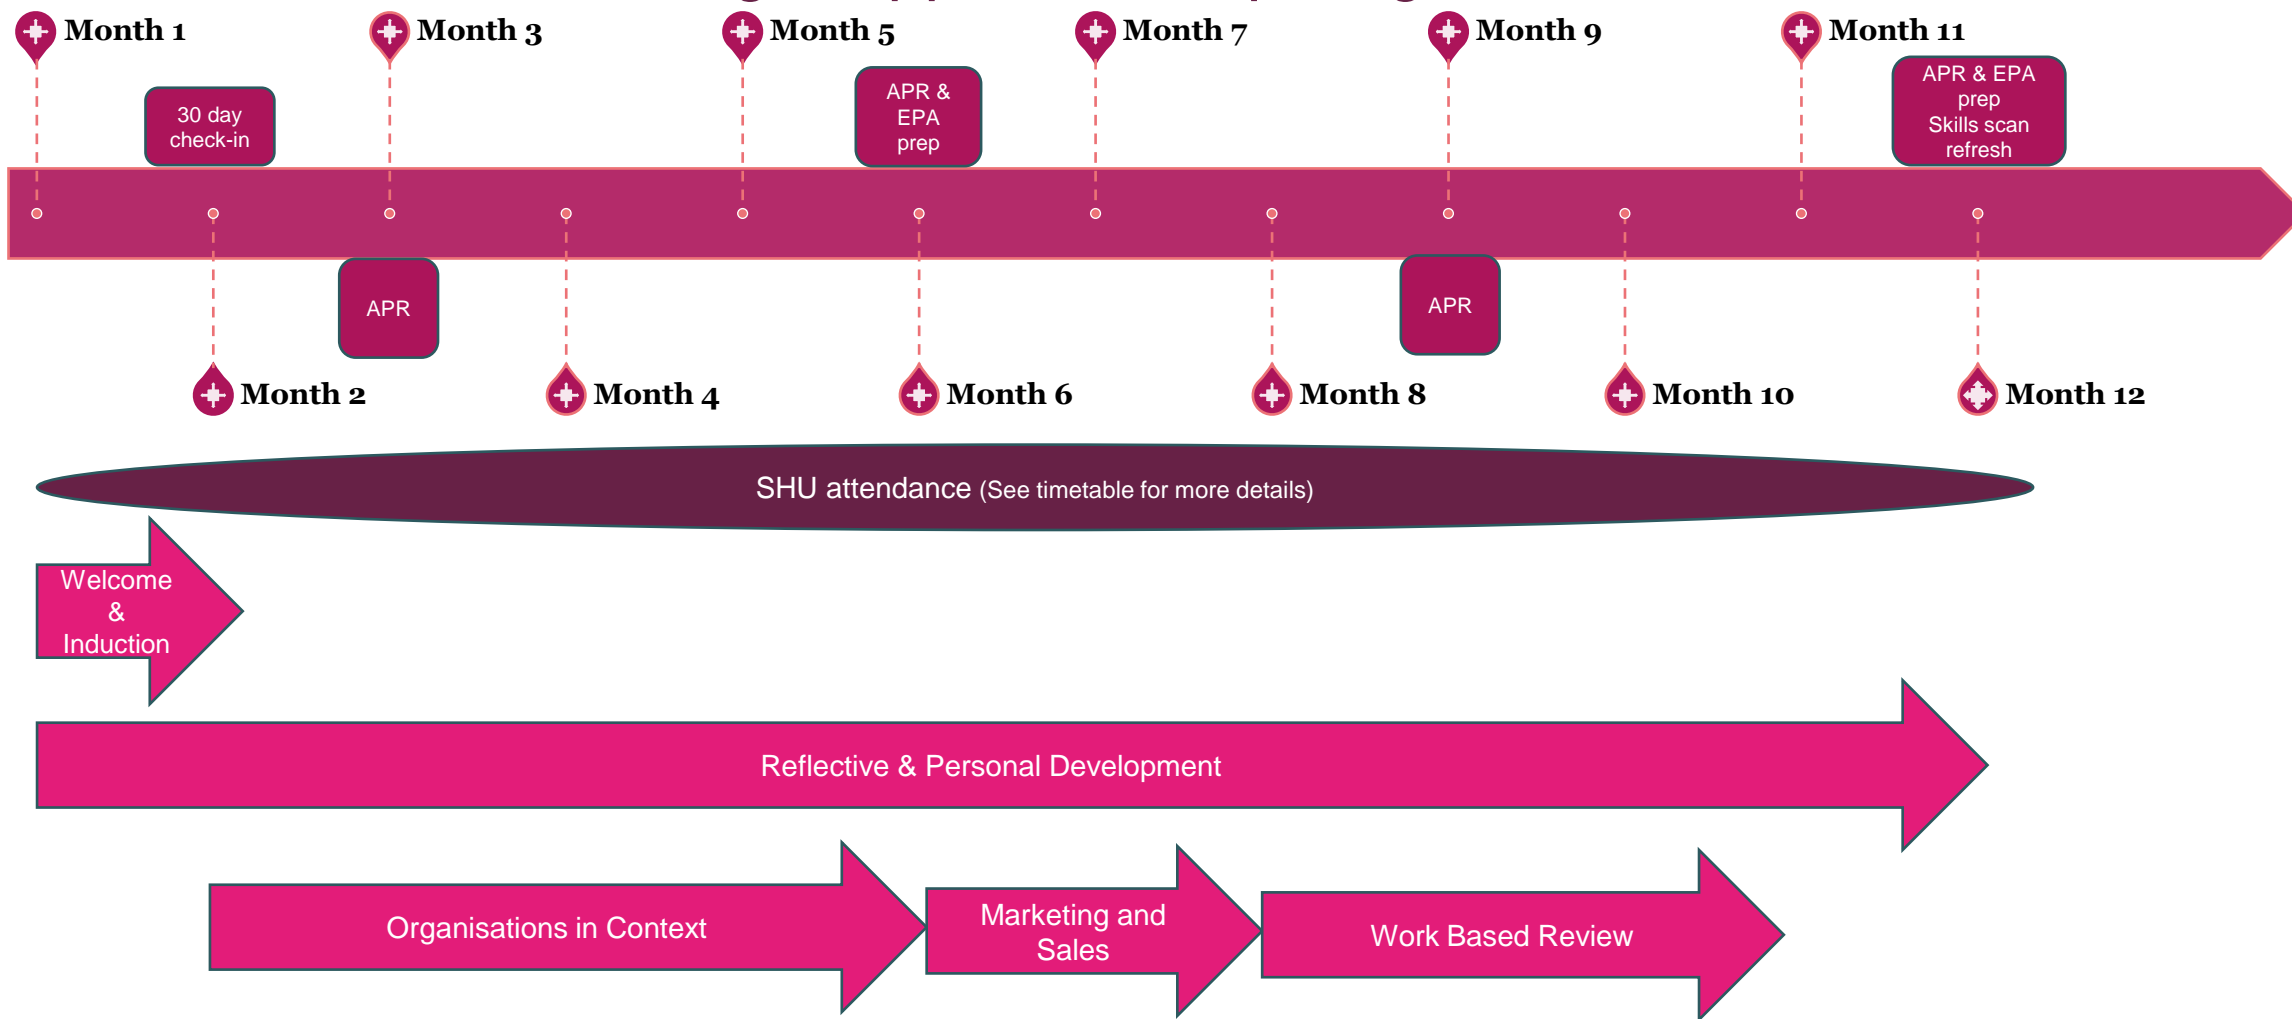 Month 1
Month 3
Month 5
Month 7
Month 9
Month 11
30 day
check-in
APR &
EPA
prep
APR & EPA
prep
Skills scan
refresh
APR
APR
Month 2
Month 4
Month 6
Month 8
Month 10
Month 12
SHU attendance (See timetable for more details)
Welcome
&
Induction
Reflective & Personal Development
Organisations in Context
Marketing and
Sales
Work Based Review